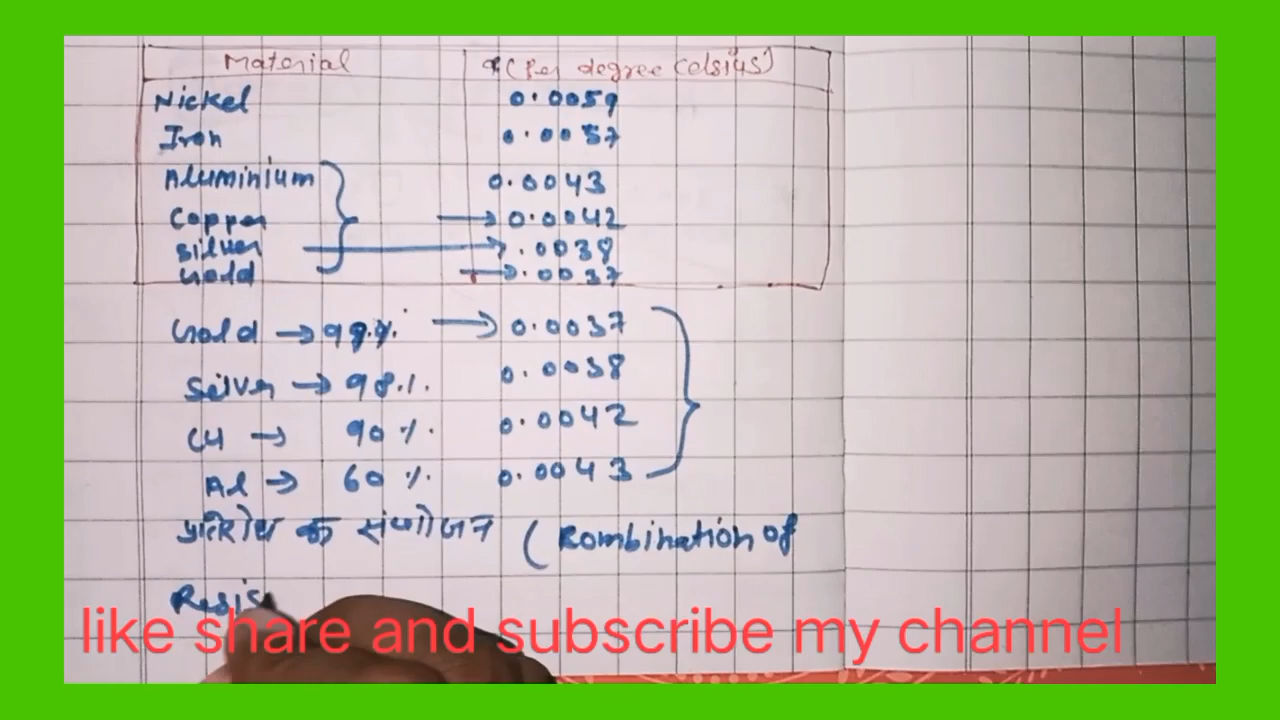 Material α(Per degree Celsius)
Nickel 0.0059
Iron 0.0057
Aluminium 0.0043
Copper → 0.0042
Silver → .0038
Gold → .0037
Gold → 99% → 0.0037
Silver → 98% 0.0038
Cu → 90% 0.0042
Al → 60% 0.0043
प्रतिरोध का संयोजन (Combination of
Resis
like share and subscribe my channel